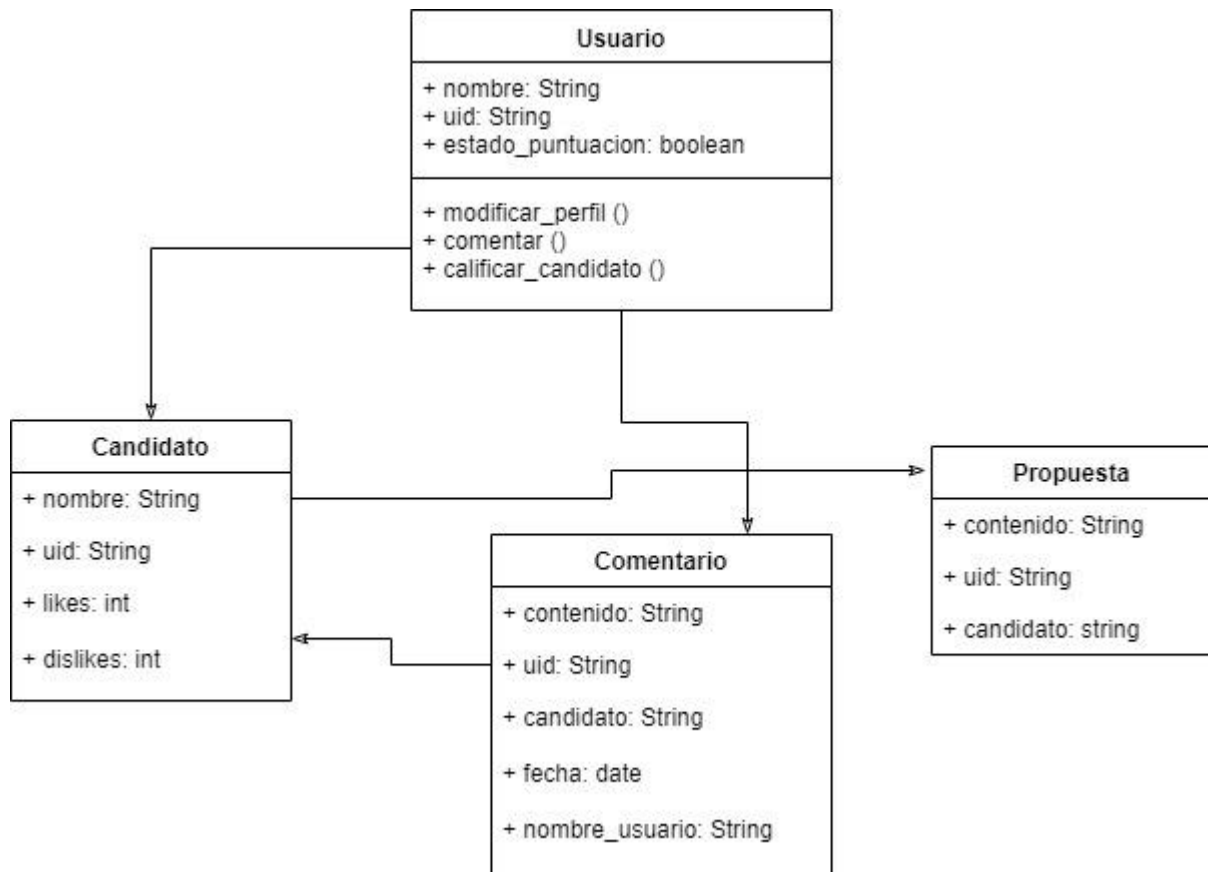 Usuario
+ nombre: String
+ uid: String
+ estado_puntuacion: boolean
+ modificar_perfil ()
+ comentar ()
+ calificar_candidato ()
Candidato
+ nombre: String
+ uid: String
+ likes: int
+ dislikes: int
Comentario
+ contenido: String
+ uid: String
+ candidato: String
+ fecha: date
+ nombre_usuario: String
Propuesta
+ contenido: String
+ uid: String
+ candidato: string